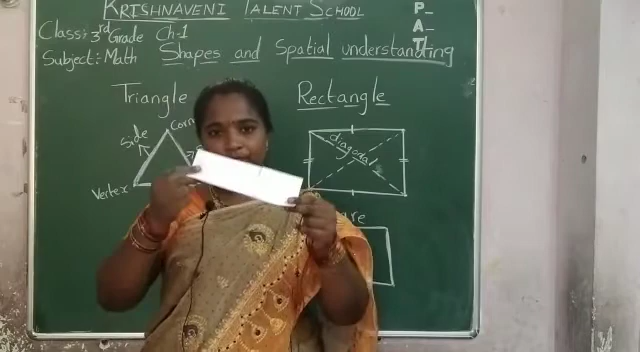 KRISHNAVENI TALENT SCHOOL
P_
A_
T_
Class: 3rd Grade Ch-1
Subject: Math Shapes and Spatial understanding
Triangle
Rectangle
Side
Vertex
diagonal